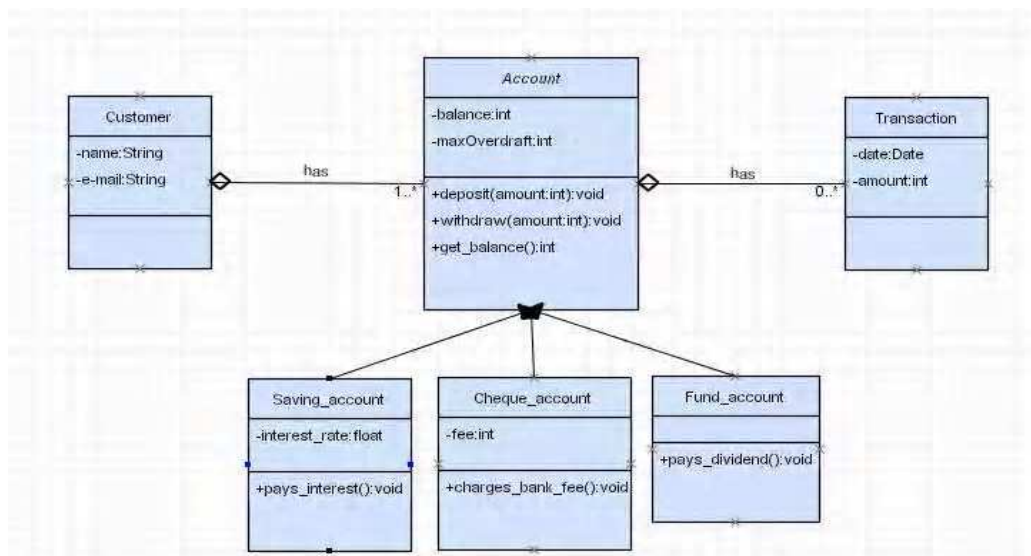 Customer
-name:String
-e-mail:String
has
1..*
Account
-balance:int
-maxOverdraft:int
+deposit(amount:int):void
+withdraw(amount:int):void
+get_balance():int
has
0..*
Transaction
-date:Date
-amount:int
Saving_account
-interest_rate:float
+pays_interest():void
Cheque_account
-fee:int
+charges_bank_fee():void
Fund_account
+pays_dividend():void